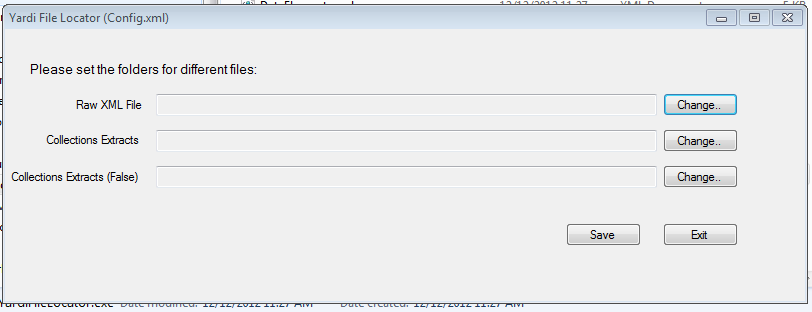 Yardi File Locator (Config.xml)
Please set the folders for different files:
Raw XML File Change..
Collections Extracts Change..
Collections Extracts (False) Change..
Save Exit
YardiFileLocator.exe Date modified: 12/12/2012 11:27 AM Date created: 12/12/2012 11:27 AM